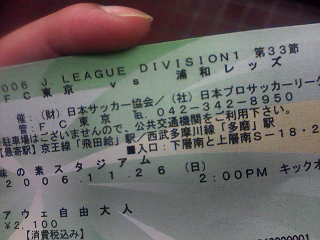 006 J. LEAGUE DIVISION1 第33節
FC東京 vs 浦和レッズ
催:(財)日本サッカー協会/(社)日本プロサッカーリーグ
管:FC東京 ℡ 042-342-8950
駐車場はございませんので、公共交通機関をご利用下さい。
【最寄駅】京王線「飛田給」駅/西武多摩川線「多磨」駅
■入口:下層南と上層南S-18・2
味の素スタジアム
2006.11.26(日) 2:00PM キックオ
アウェイ自由大人
¥2,100
【消費税込み】